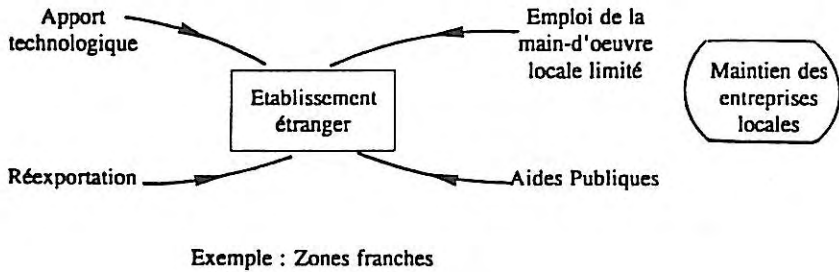 Apport
technologique
Emploi de la
main-d'oeuvre
locale limité
Maintien des
entreprises
locales
Etablissement
étranger
Réexportation
Aides Publiques
Exemple : Zones franches